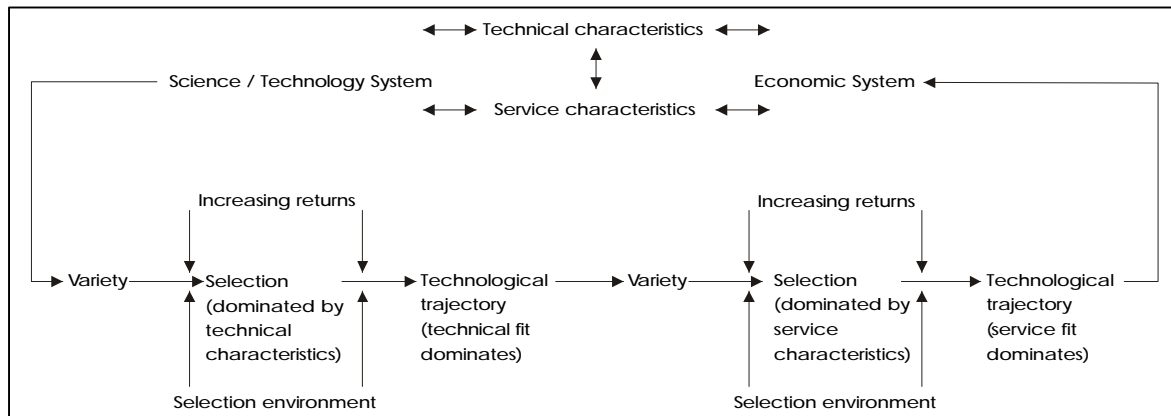 Technical characteristics
Science / Technology System
Economic System
Service characteristics
Increasing returns
Increasing returns
Variety
Selection
(dominated by
technical
characteristics)
Technological
trajectory
(technical fit
dominates)
Variety
Selection
(dominated by
service
characteristics)
Technological
trajectory
(service fit
dominates)
Selection environment
Selection environment